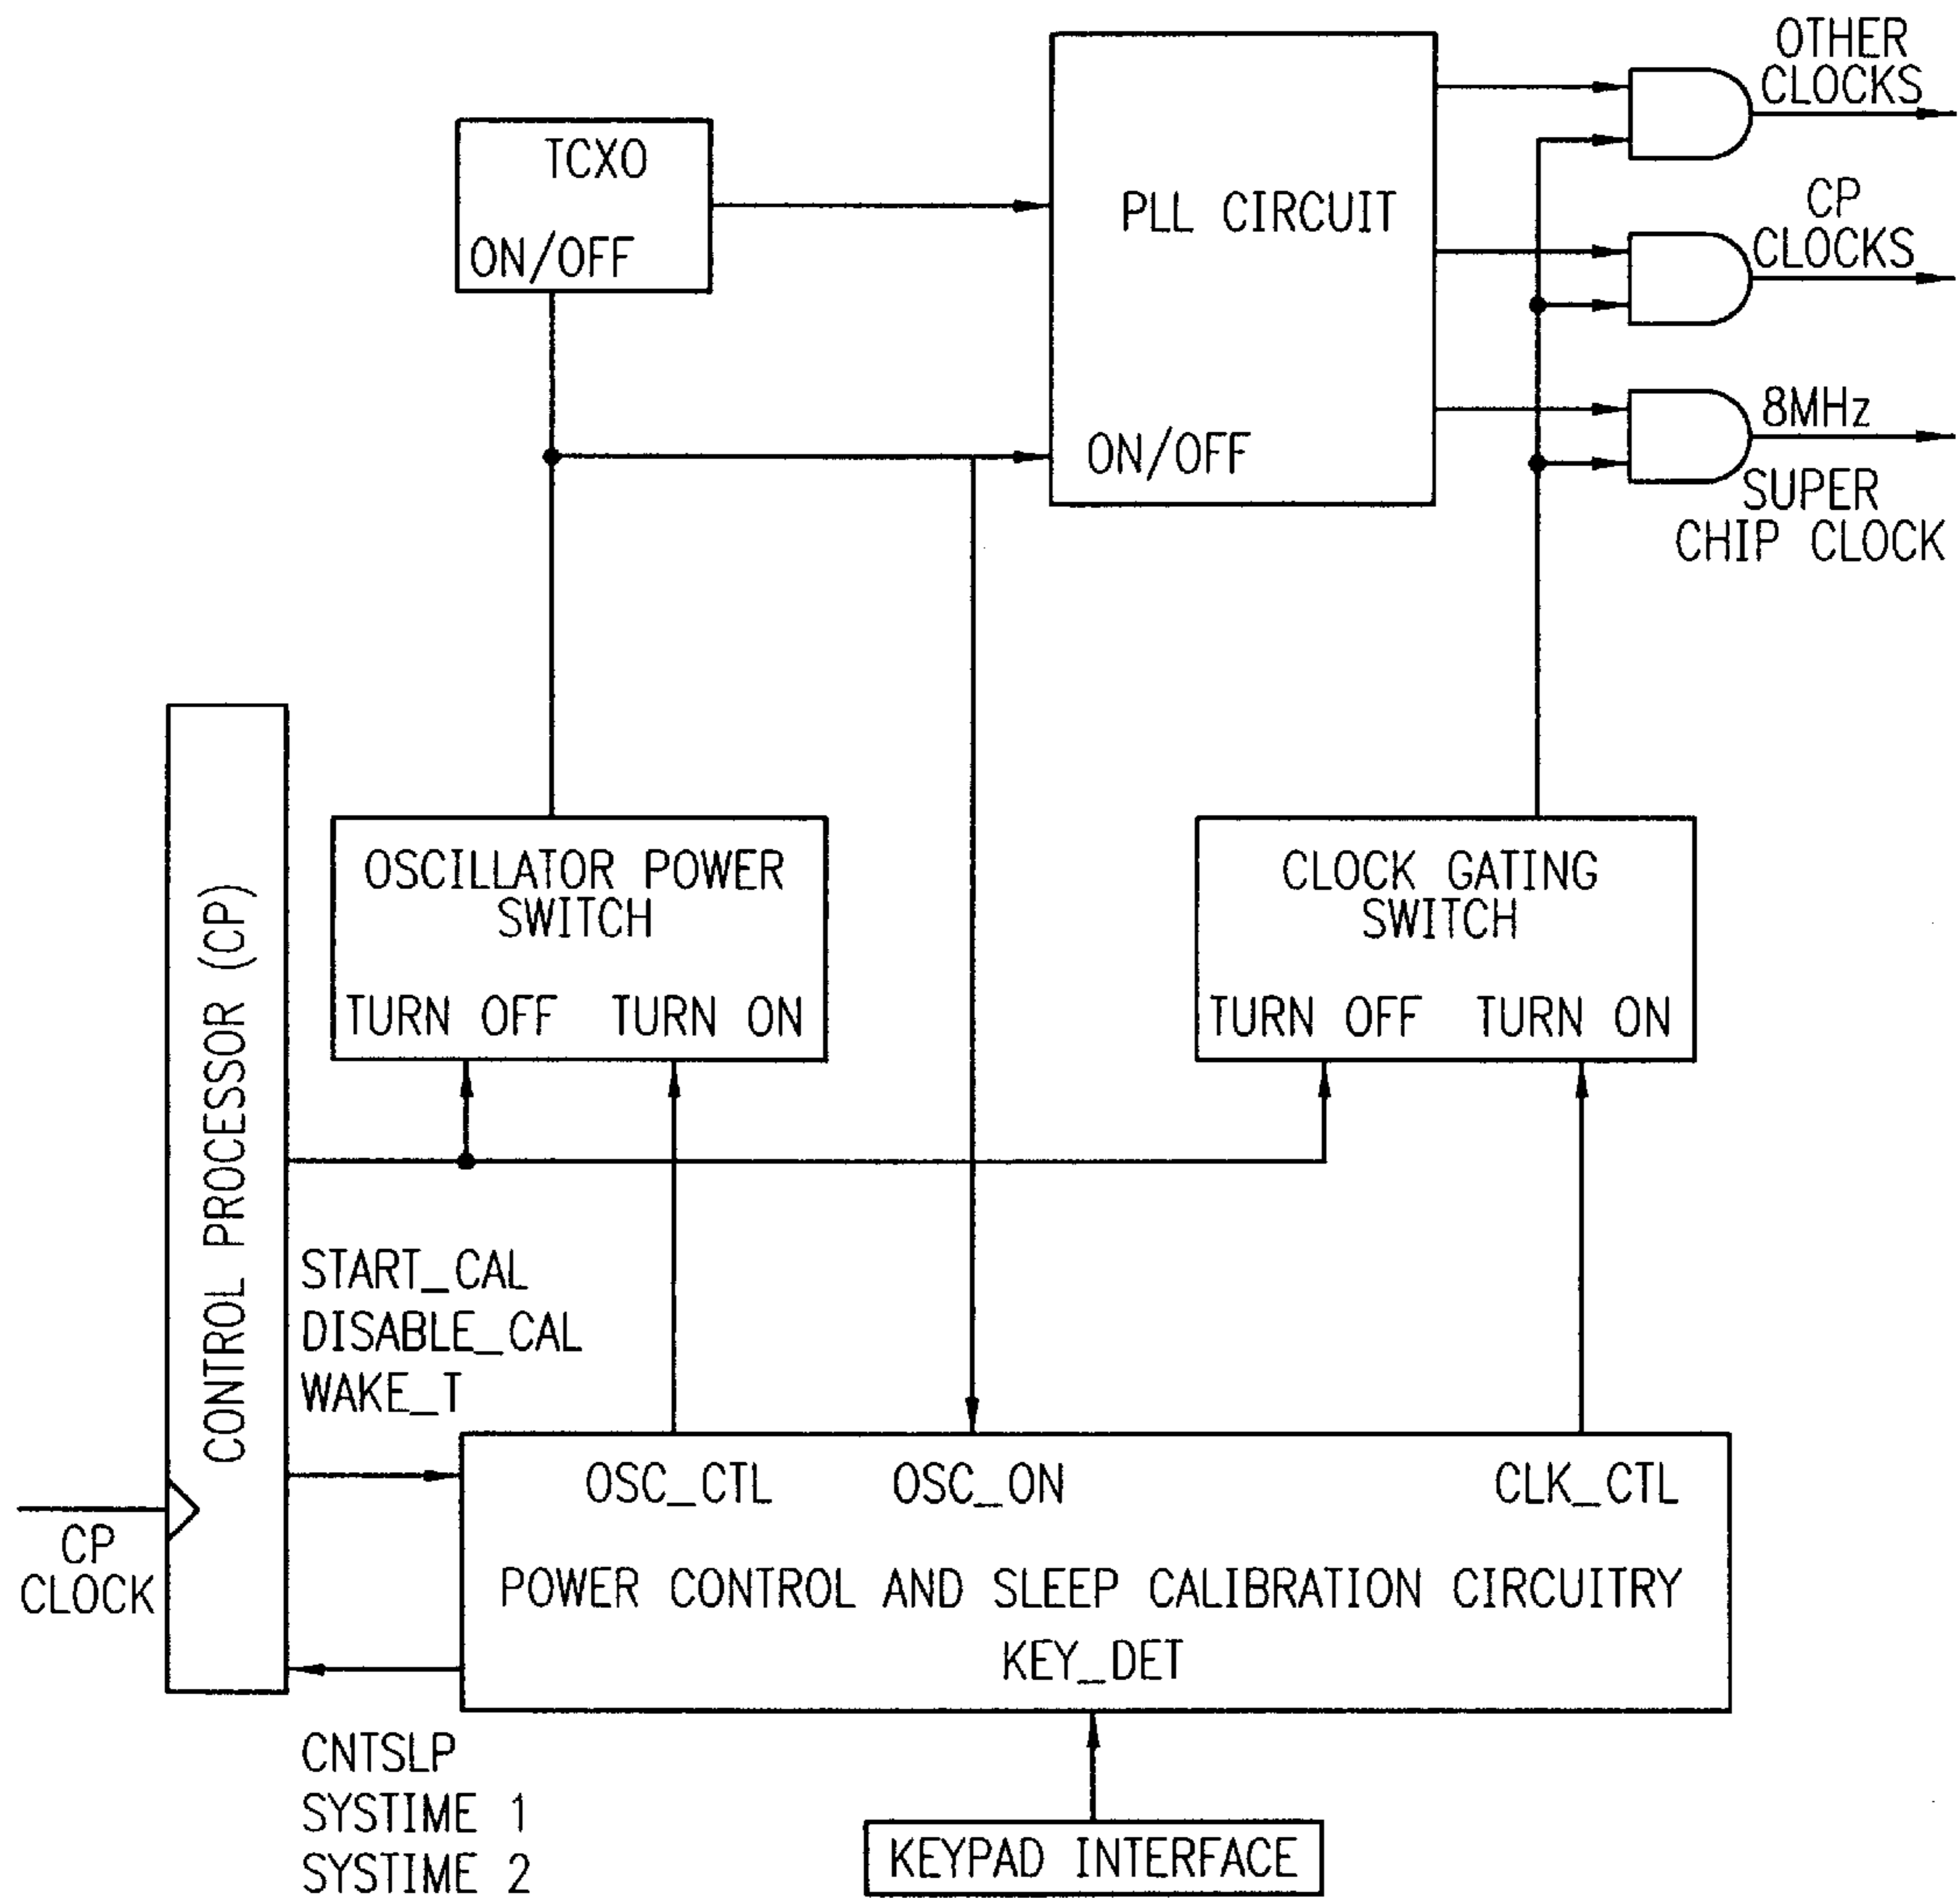 OTHER
CLOCKS
TCXO
ON/OFF
PLL CIRCUIT
ON/OFF
CP
CLOCKS
8MHz
SUPER
CHIP CLOCK
OSCILLATOR POWER
SWITCH
TURN OFF TURN ON
CLOCK GATING
SWITCH
TURN OFF TURN ON
CONTROL PROCESSOR (CP)
START_CAL
DISABLE_CAL
WAKE_T
CP
CLOCK
OSC_CTL OSC_ON CLK_CTL
POWER CONTROL AND SLEEP CALIBRATION CIRCUITRY
KEY_DET
CNTSLP
SYSTIME 1
SYSTIME 2
KEYPAD INTERFACE